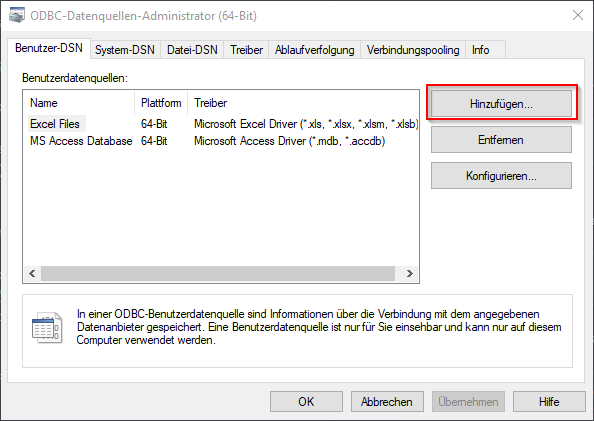 ODBC-Datenquellen-Administrator (64-Bit)
Benutzer-DSN System-DSN Datei-DSN Treiber Ablaufverfolgung Verbindungspooling Info
Benutzerdatenquellen:
Name Plattform Treiber
Excel Files 64-Bit Microsoft Excel Driver (*.xls, *.xlsx, *.xlsm, *.xlsb)
MS Access Database 64-Bit Microsoft Access Driver (*.mdb, *.accdb)
Hinzufügen...
Entfernen
Konfigurieren...
In einer ODBC-Benutzerdatenquelle sind Informationen über die Verbindung mit dem angegebenen
Datenanbieter gespeichert. Eine Benutzerdatenquelle ist nur für Sie einsehbar und kann nur auf diesem
Computer verwendet werden.
OK Abbrechen Übernehmen Hilfe